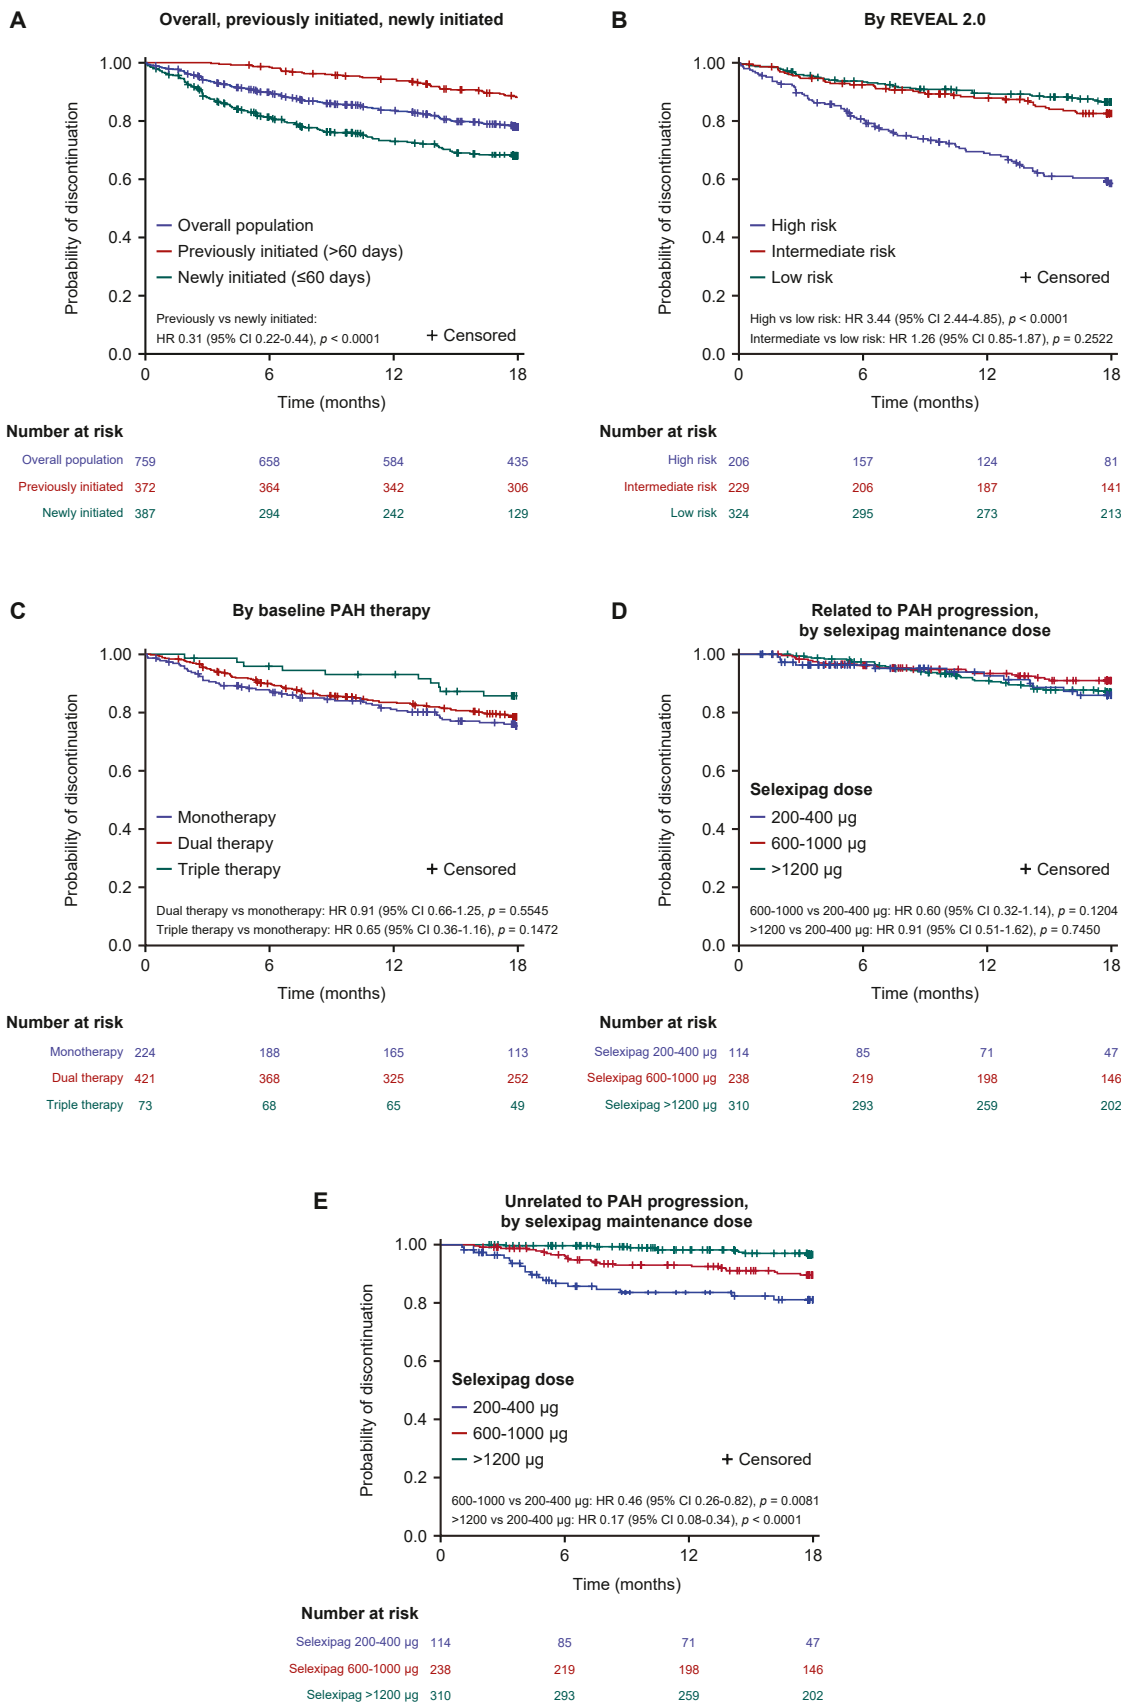 A
Overall, previously initiated, newly initiated
Probability of discontinuation
1.00
0.8
0.6
0.4
0.2
0.0
Overall population
Previously initiated (>60 days)
Newly initiated (≤60 days)
Previously vs newly initiated:
HR 0.31 (95% CI 0.22-0.44), p < 0.0001
+ Censored
0 6 12 18
Time (months)
Number at risk
Overall population 759 658 584 435
Previously initiated 372 364 342 306
Newly initiated 387 294 242 129
B
By REVEAL 2.0
Probability of discontinuation
1.00
0.8
0.6
0.4
0.2
0.0
High risk
Intermediate risk
Low risk
+ Censored
High vs low risk: HR 3.44 (95% CI 2.44-4.85), p < 0.0001
Intermediate vs low risk: HR 1.26 (95% CI 0.85-1.87), p = 0.2522
0 6 12 18
Time (months)
Number at risk
High risk 206 157 124 81
Intermediate risk 229 206 187 141
Low risk 324 295 273 213
C
By baseline PAH therapy
Probability of discontinuation
1.00
0.8
0.6
0.4
0.2
0.0
Monotherapy
Dual therapy
Triple therapy
+ Censored
Dual therapy vs monotherapy: HR 0.91 (95% CI 0.66-1.25, p = 0.5545
Triple therapy vs monotherapy: HR 0.65 (95% CI 0.36-1.16), p = 0.1472
0 6 12 18
Time (months)
Number at risk
Monotherapy 224 188 165 113
Dual therapy 421 368 325 252
Triple therapy 73 68 65 49
D
Related to PAH progression,
by selexipag maintenance dose
Probability of discontinuation
1.00
0.8
0.6
0.4
0.2
0.0
Selexipag dose
200-400 µg
600-1000 µg
>1200 µg
+ Censored
600-1000 vs 200-400 µg: HR 0.60 (95% CI 0.32-1.14), p = 0.1204
>1200 vs 200-400 µg: HR 0.91 (95% CI 0.51-1.62), p = 0.7450
0 6 12 18
Time (months)
Number at risk
Selexipag 200-400 µg 114 85 71 47
Selexipag 600-1000 µg 238 219 198 146
Selexipag >1200 µg 310 293 259 202
E
Unrelated to PAH progression,
by selexipag maintenance dose
Probability of discontinuation
1.00
0.8
0.6
0.4
0.2
0.0
Selexipag dose
200-400 µg
600-1000 µg
>1200 µg
+ Censored
600-1000 vs 200-400 µg: HR 0.46 (95% CI 0.26-0.82), p = 0.0081
>1200 vs 200-400 µg: HR 0.17 (95% CI 0.08-0.34), p < 0.0001
0 6 12 18
Time (months)
Number at risk
Selexipag 200-400 µg 114 85 71 47
Selexipag 600-1000 µg 238 219 198 146
Selexipag >1200 µg 310 293 259 202